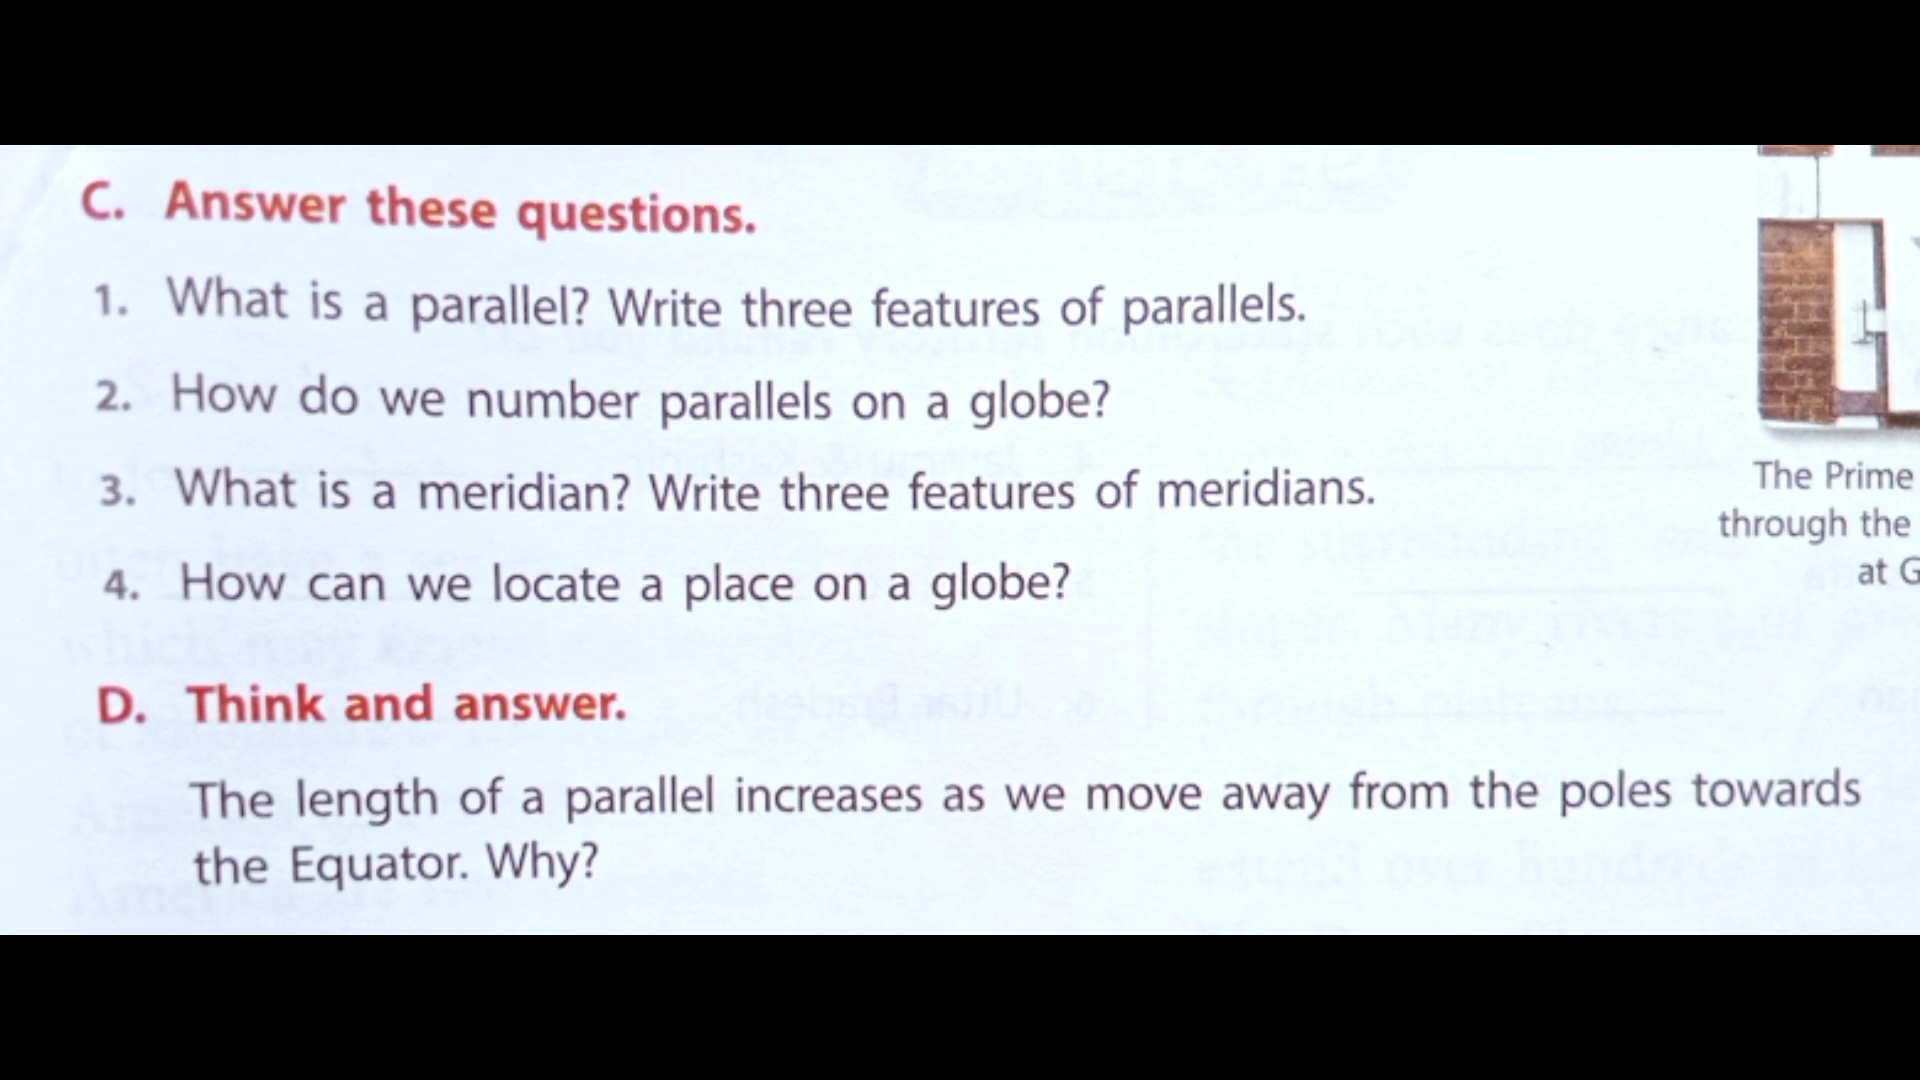 C. Answer these questions.
1. What is a parallel? Write three features of parallels.
2. How do we number parallels on a globe?
3. What is a meridian? Write three features of meridians.
The Prime
through the
at G
4. How can we locate a place on a globe?
D. Think and answer.
The length of a parallel increases as we move away from the poles towards
the Equator. Why?